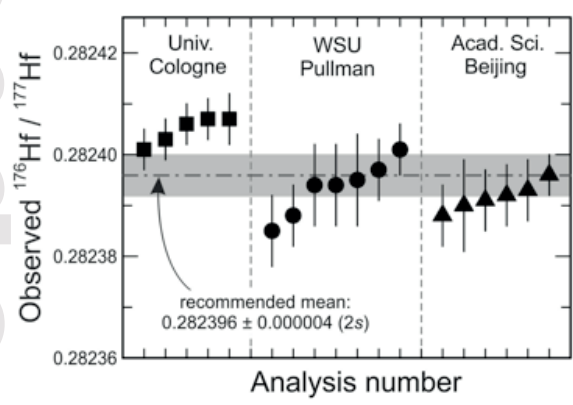 Observed ¹⁷⁶Hf / ¹⁷⁷Hf
0.28242
0.28240
0.28238
0.28236
Univ.
Cologne
WSU
Pullman
Acad. Sci.
Beijing
recommended mean:
0.282396 ± 0.000004 (2s)
Analysis number